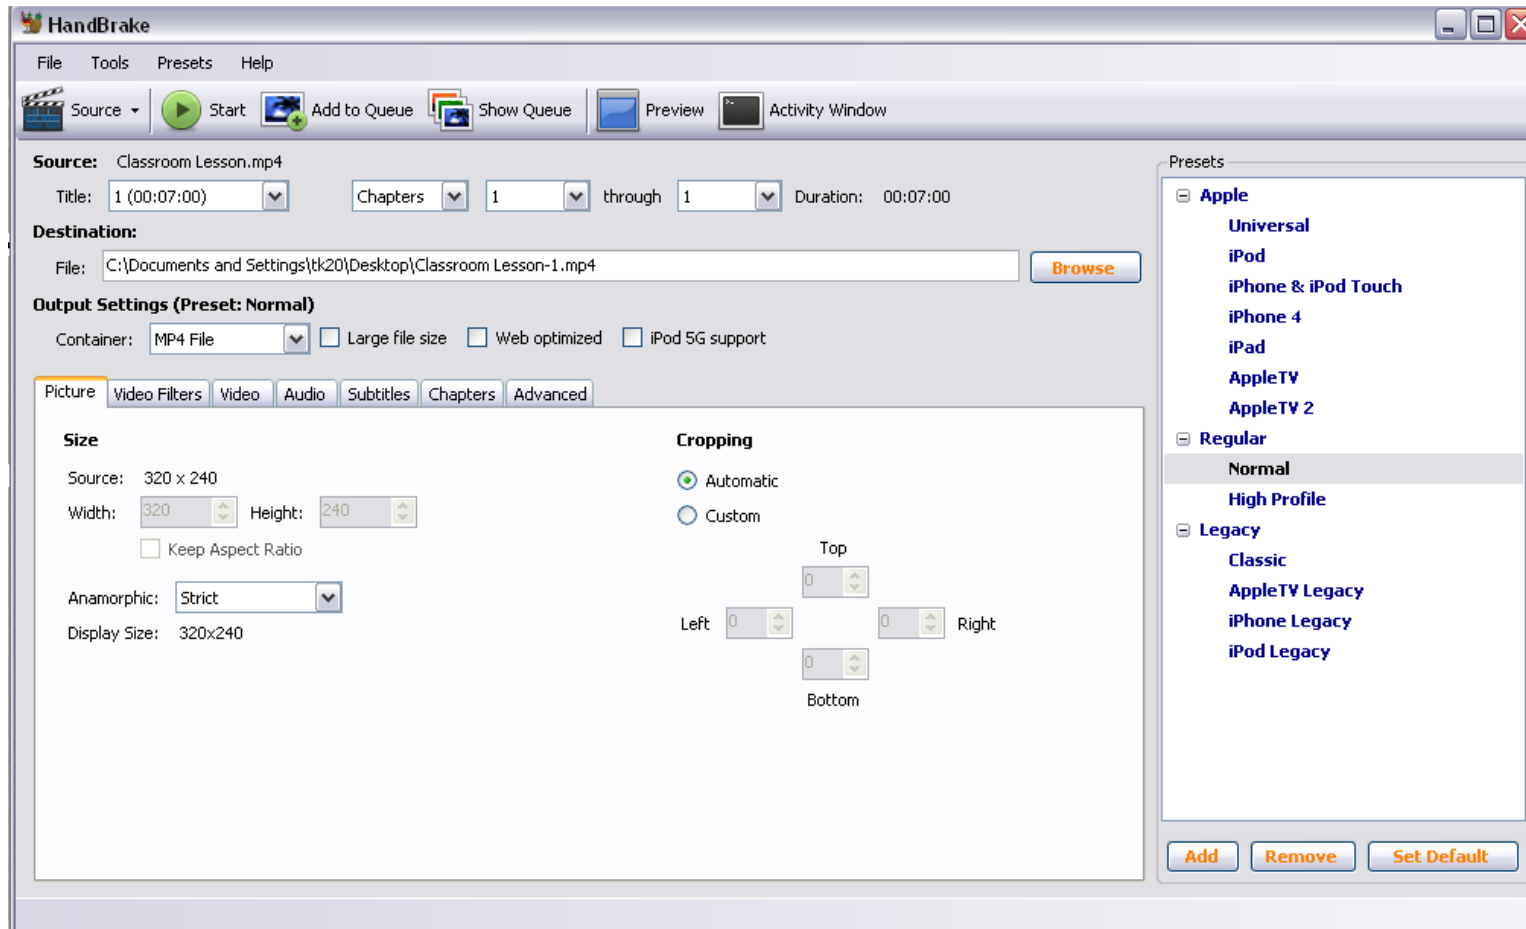 HandBrake
File Tools Presets Help
Source Start Add to Queue Show Queue Preview Activity Window
Source: Classroom Lesson.mp4
Title: 1 (00:07:00) Chapters 1 through 1 Duration: 00:07:00
Destination:
File: C:\Documents and Settings\tk20\Desktop\Classroom Lesson-1.mp4 Browse
Output Settings (Preset: Normal)
Container: MP4 File Large file size Web optimized iPod 5G support
Picture Video Filters Video Audio Subtitles Chapters Advanced
Size
Source: 320 x 240
Width: 320 Height: 240
Keep Aspect Ratio
Anamorphic: Strict
Display Size: 320x240
Cropping
Automatic
Custom
Top
0
Left 0 0 Right
0
Bottom
Presets
Apple
Universal
iPod
iPhone & iPod Touch
iPhone 4
iPad
AppleTV
AppleTV 2
Regular
Normal
High Profile
Legacy
Classic
AppleTV Legacy
iPhone Legacy
iPod Legacy
Add Remove Set Default